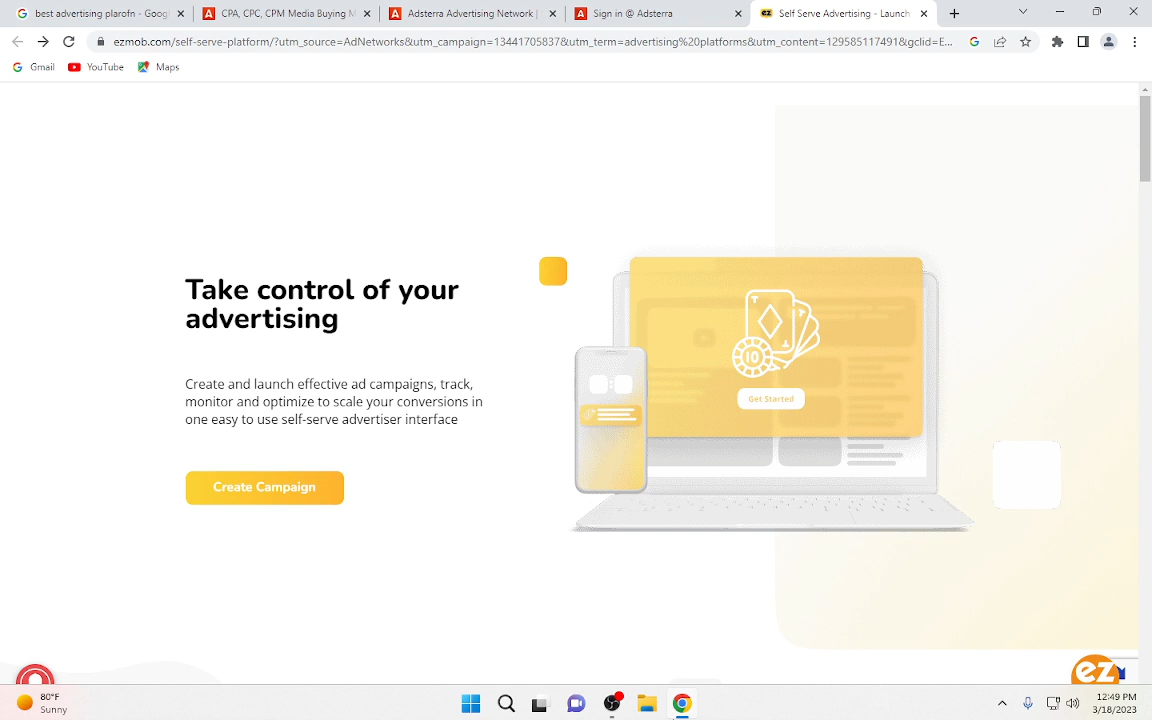 best advertising plarofn - Goog
CPA, CPC, CPM Media Buying M
Adsterra Advertising Network |
Sign in @ Adsterra
Self Serve Advertising - Launch
ezmob.com/self-serve-platform/?utm_source=AdNetworks&utm_campaign=13441705837&utm_term=advertising%20platforms&utm_content=129585117491&gclid=E...
Gmail
YouTube
Maps
Take control of your
advertising
Create and launch effective ad campaigns, track,
monitor and optimize to scale your conversions in
one easy to use self-serve advertiser interface
Create Campaign
T
T
10
Get Started
ez
80°F
Sunny
12:49 PM
3/18/2023